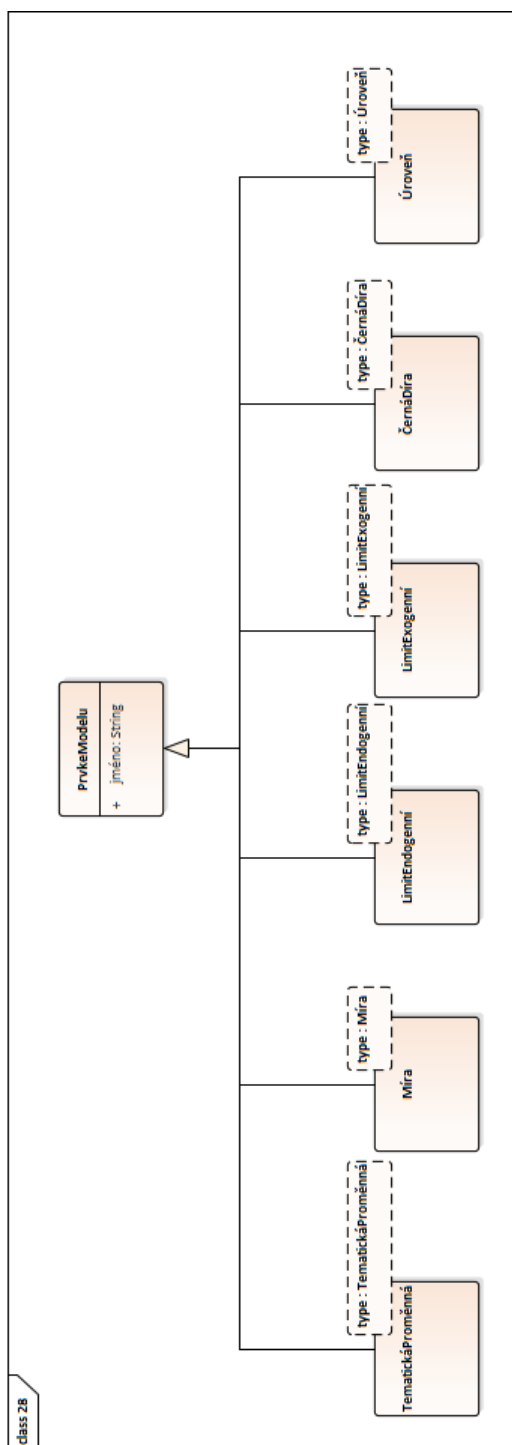 class 28
PrvkeModelu
+ jméno: String
type : TematickáProměnná
TematickáProměnná
type : Míra
Míra
type : LimitEndogenní
LimitEndogenní
type : LimitExogenní
LimitExogenní
type : ČernáDíra
ČernáDíra
type : Úroveň
Úroveň